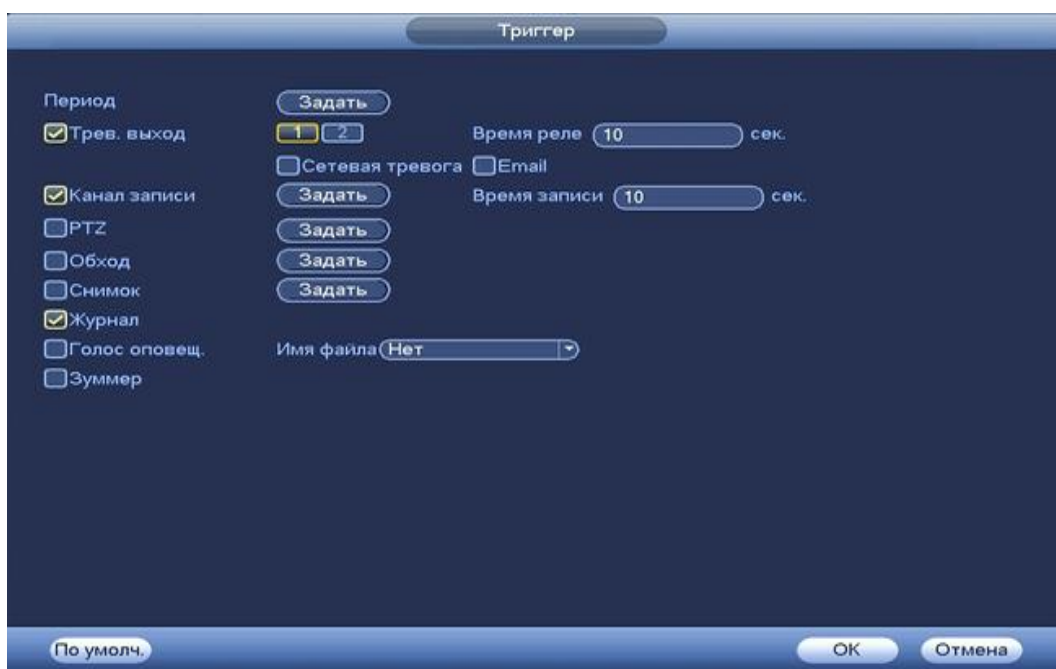 Триггер
Период Задать
Трев. выход 1 2 Время реле 10 сек.
Сетевая тревога Email
Канал записи Задать Время записи 10 сек.
PTZ Задать
Обход Задать
Снимок Задать
Журнал
Голос оповещ. Имя файла Нет
Зуммер
По умолч. OK Отмена